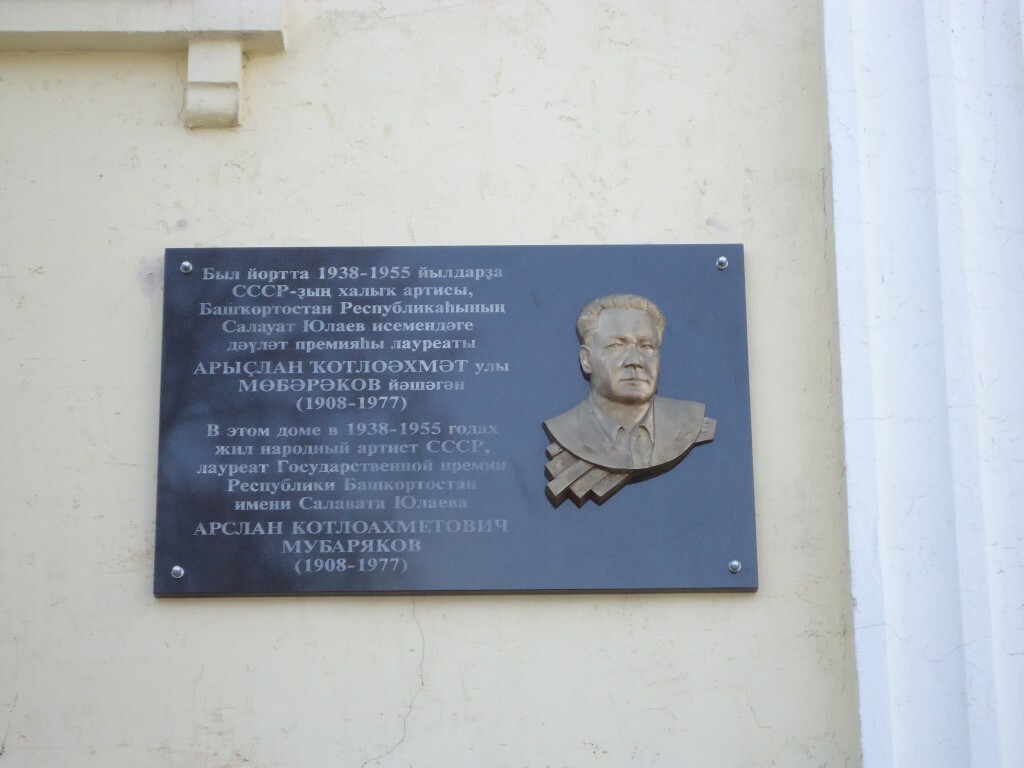 Был йортта 1938-1955 йылдарҙа
СССР-ҙың халыҡ артисы,
Башҡортостан Республикаһының
Салауат Юлаев исемендәге
дәүләт премияһы лауреаты
АРЫҪЛАН ҠОТЛОӘХМӘТ улы
МӨБӘРӘКОВ йәшәгән
(1908-1977)
В этом доме в 1938-1955 годах
жил народный артист СССР,
лауреат Государственной премии
Республики Башкортостан
имени Салавата Юлаева
АРСЛАН КОТЛОАХМЕТОВИЧ
МУБАРЯКОВ
(1908-1977)